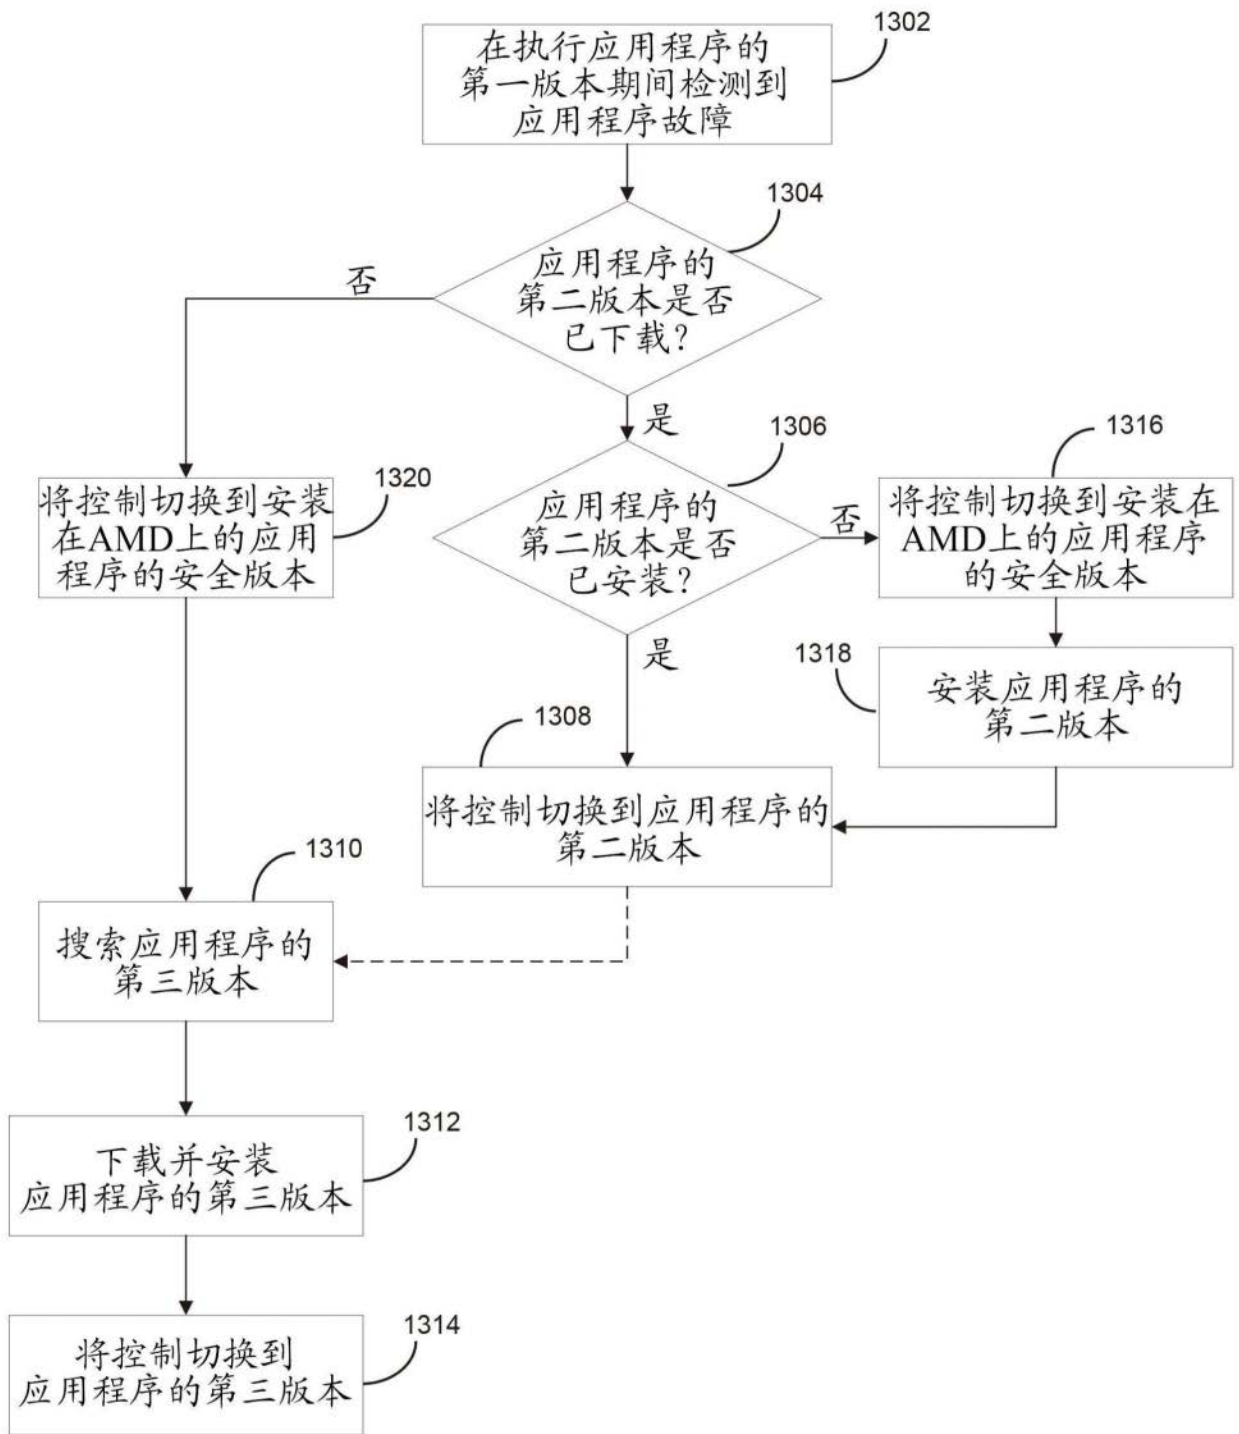 1302
在执行应用程序的
第一版本期间检测到
应用程序故障
1304
应用程序的
第二版本是否
已下载?
否
是
1306
应用程序的
第二版本是否
已安装?
否
是
1316
将控制切换到安装在
AMD上的应用程序
的安全版本
1320
将控制切换到安装
在AMD上的应用
程序的安全版本
1318
安装应用程序的
第二版本
1308
将控制切换到应用程序的
第二版本
1310
搜索应用程序的
第三版本
1312
下载并安装
应用程序的第三版本
1314
将控制切换到
应用程序的第三版本